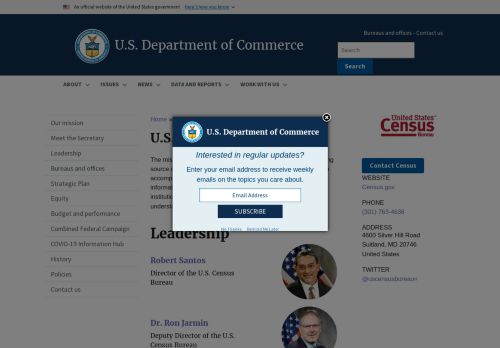 An official website of the United States government Here's how you know
U.S. Department of Commerce
Bureaus and offices - Contact us
Search
Search
ABOUT ISSUES NEWS DATA AND REPORTS WORK WITH US
Our mission
Meet the Secretary
Leadership
Bureaus and offices
Strategic Plan
Equity
Budget and performance
Combined Federal Campaign
COVID-19 Information Hub
History
Policies
Contact us
Home
U.S.
The mis
source o
accomp
informa
instituti
underst
U.S. Department of Commerce
Interested in regular updates?
Enter your email address to receive weekly
emails on the topics you care about.
Email Address
SUBSCRIBE
No Thanks Remind Me Later
Leadership
Robert Santos
Director of the U.S. Census
Bureau
Dr. Ron Jarmin
Deputy Director of the U.S.
Census Bureau
United States®
Census
Bureau
Contact Census
WEBSITE
Census.gov
PHONE
(301) 763-4636
ADDRESS
4600 Silver Hill Road
Suitland, MD 20746
United States
TWITTER
@uscensusbureau